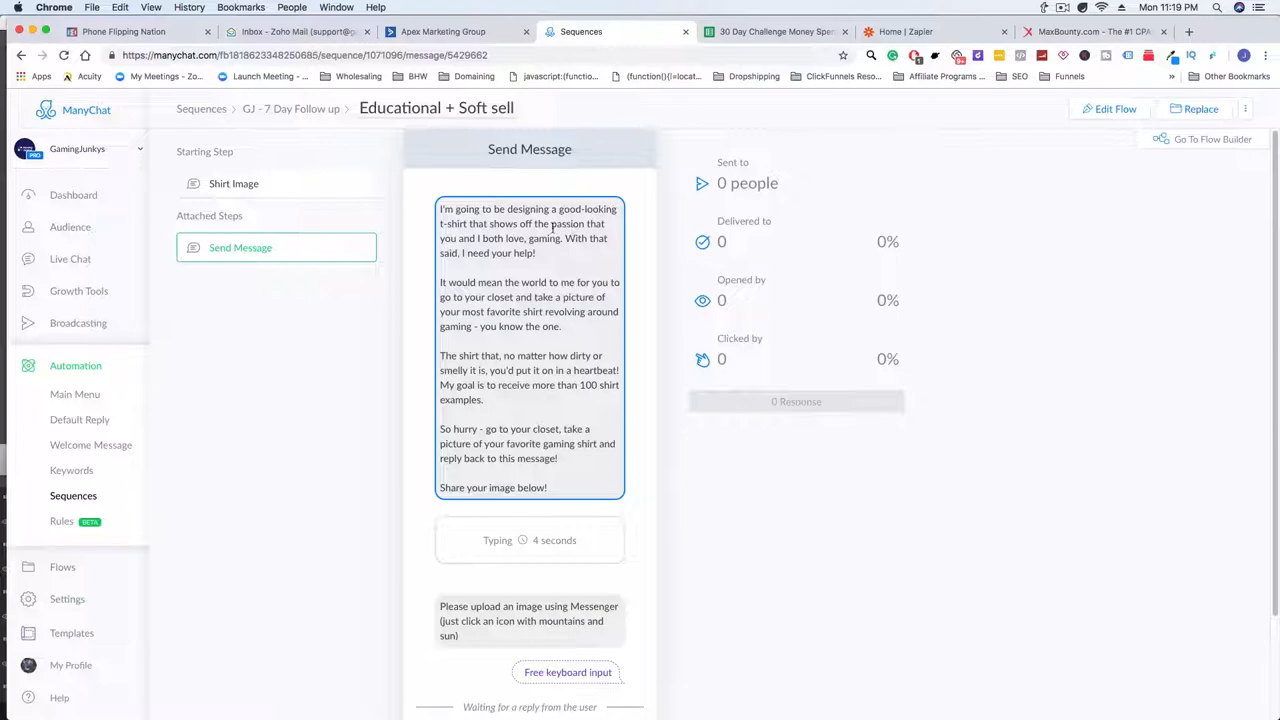 Chrome File Edit View History Bookmarks People Window Help
Mon 11:19 PM
Phone Flipping Nation
Inbox - Zoho Mail (support@g
Apex Marketing Group
Sequences
30 Day Challenge Money Spen
Home | Zapier
MaxBounty.com - The #1 CPA
https://manychat.com/fb1818623348250685/sequence/1071096/message/5429662
Apps Acuity My Meetings - Zo... Launch Meeting - ... Wholesaling BHW Domaining javascript:(functio... (function(){=locat... Dropshipping ClickFunnels Resour... Affiliate Programs ... SEO Funnels » Other Bookmarks
ManyChat
Sequences > GJ - 7 Day Follow up > Educational + Soft sell
Edit Flow
Replace
Go To Flow Builder
GamingJunkys
PRO
Dashboard
Audience
Live Chat
Growth Tools
Broadcasting
Automation
Main Menu
Default Reply
Welcome Message
Keywords
Sequences
Rules BETA
Flows
Settings
Templates
My Profile
Help
Starting Step
Shirt Image
Attached Steps
Send Message
Send Message
I'm going to be designing a good-looking
t-shirt that shows off the passion that
you and I both love, gaming. With that
said, I need your help!
It would mean the world to me for you to
go to your closet and take a picture of
your most favorite shirt revolving around
gaming - you know the one.
The shirt that, no matter how dirty or
smelly it is, you'd put it on in a heartbeat!
My goal is to receive more than 100 shirt
examples.
So hurry - go to your closet, take a
picture of your favorite gaming shirt and
reply back to this message!
Share your image below!
Typing 4 seconds
Please upload an image using Messenger
(just click an icon with mountains and
sun)
Free keyboard input
Waiting for a reply from the user
Sent to
0 people
Delivered to
0 0%
Opened by
0 0%
Clicked by
0 0%
0 Response